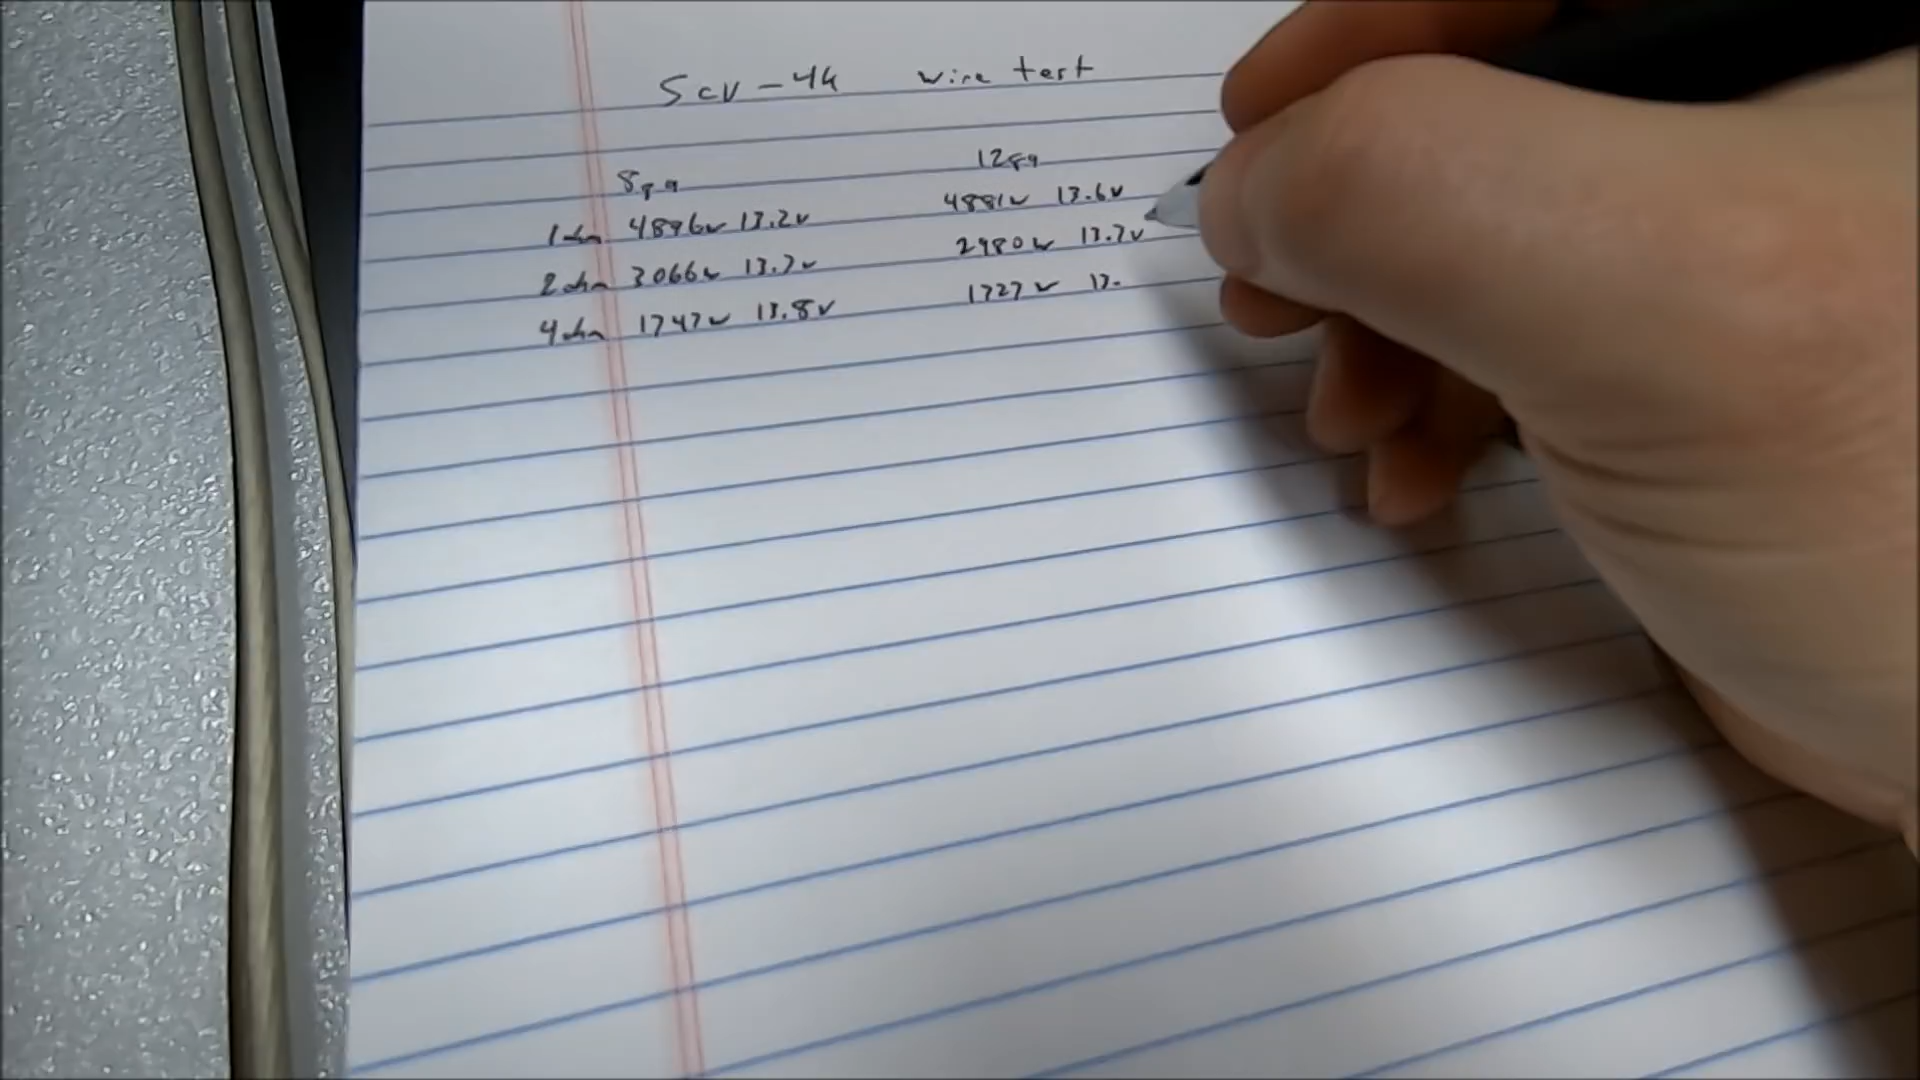 Scv-4k wire test
8ga 12ga
1ohm 4896w 13.2v 4881w 13.6v
2ohm 3066w 13.7v 2980w 13.7v
4ohm 1747w 13.8v 1727w 13.